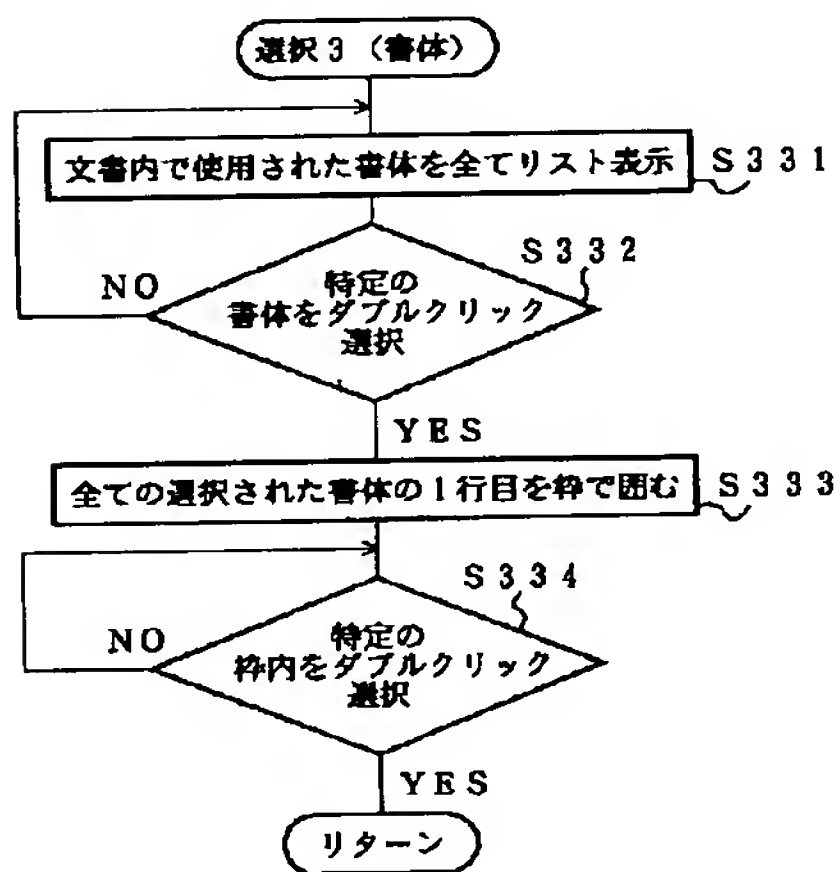 選択3（書体）
文書内で使用された書体を全てリスト表示
S331
S332
NO
特定の
書体をダブルクリック
選択
YES
全ての選択された書体の1行目を枠で囲む
S333
S334
NO
特定の
枠内をダブルクリック
選択
YES
リターン